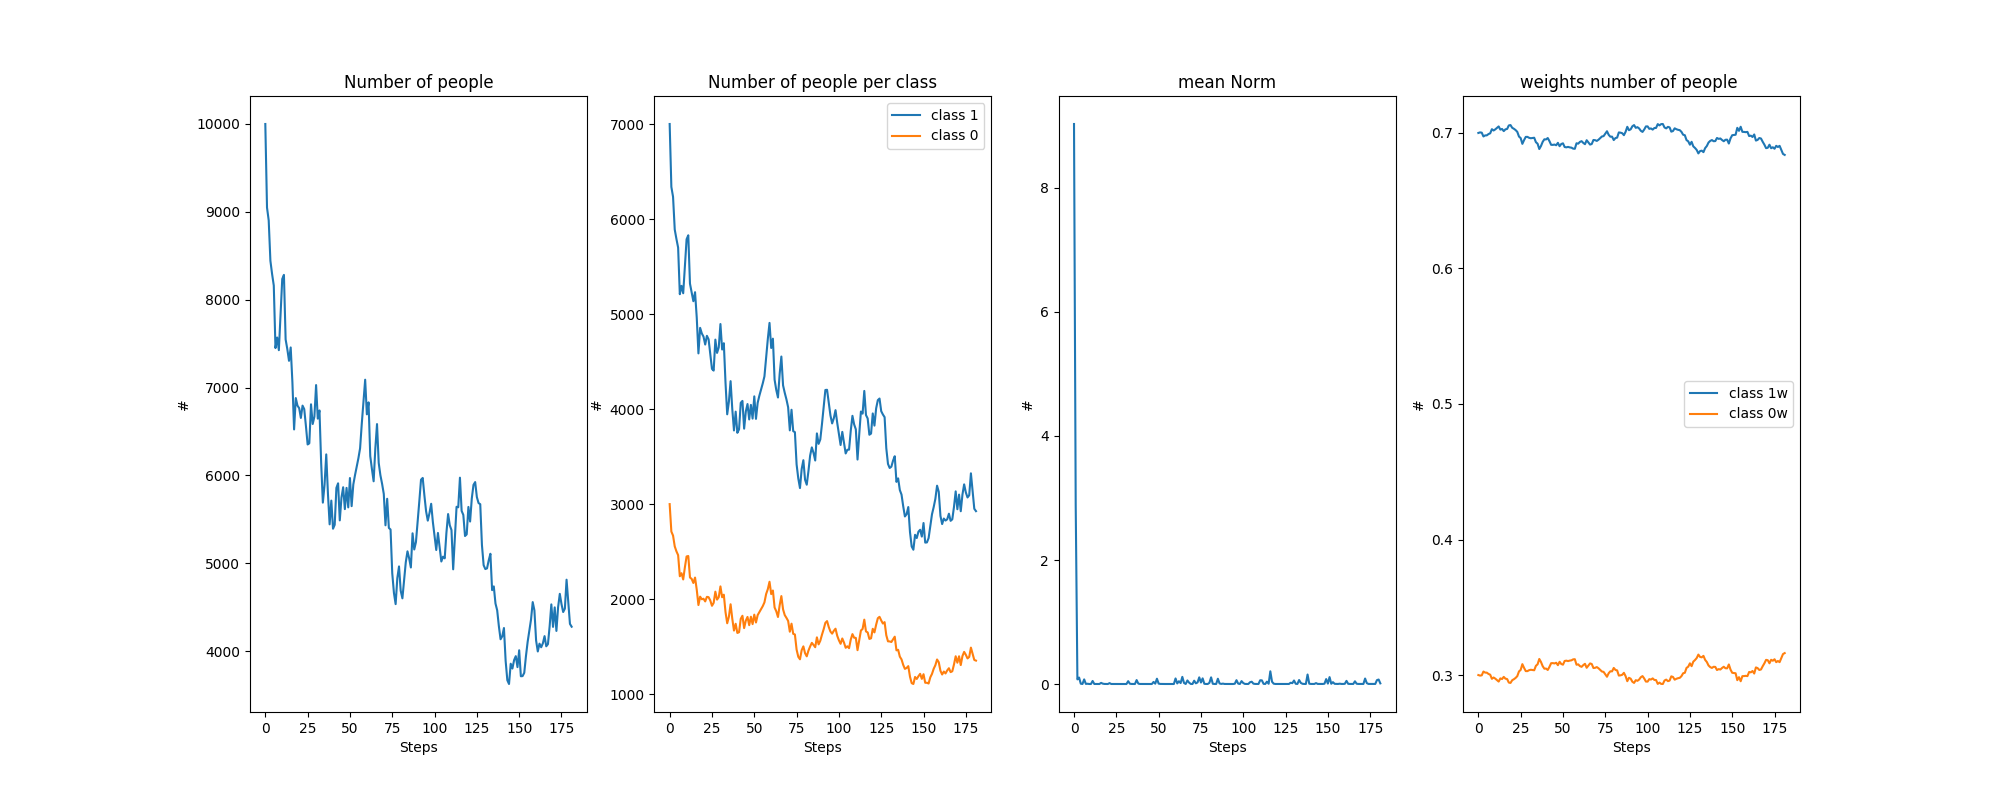 Number of people
10000
9000
8000
7000
6000
5000
4000
#
0 25 50 75 100 125 150 175
Steps
Number of people per class
class 1
class 0
7000
6000
5000
4000
3000
2000
1000
#
0 25 50 75 100 125 150 175
Steps
mean Norm
8
6
4
2
0
#
0 25 50 75 100 125 150 175
Steps
weights number of people
0.7
0.6
0.5
0.4
0.3
#
class 1w
class 0w
0 25 50 75 100 125 150 175
Steps